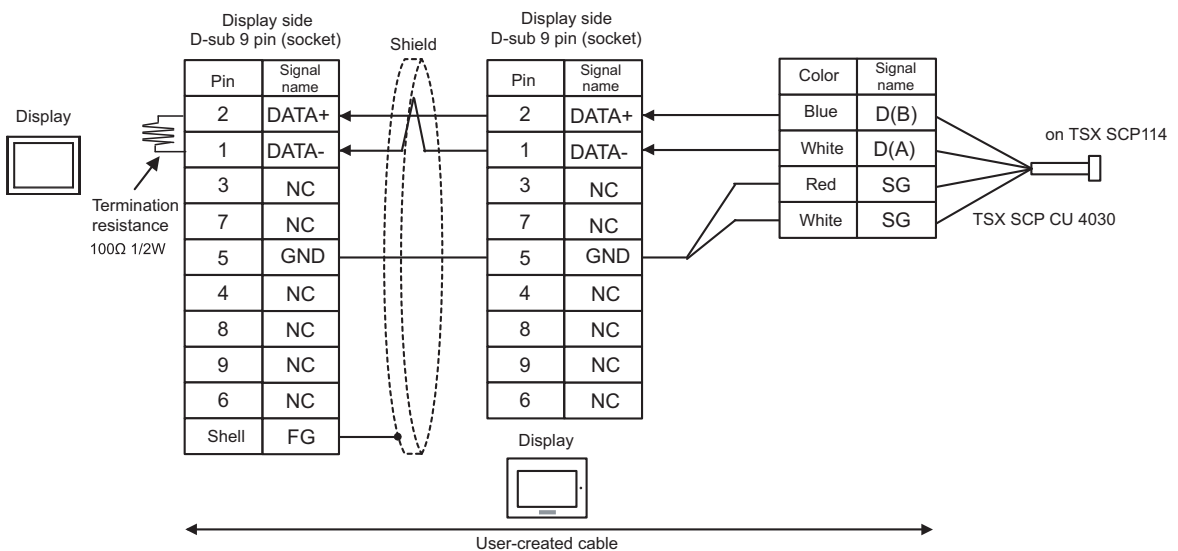 Display side
D-sub 9 pin (socket)
Shield
Display side
D-sub 9 pin (socket)
Display
Termination
resistance
100Ω 1/2W
Pin Signal name
2 DATA+
1 DATA-
3 NC
7 NC
5 GND
4 NC
8 NC
9 NC
6 NC
Shell FG
Pin Signal name
2 DATA+
1 DATA-
3 NC
7 NC
5 GND
4 NC
8 NC
9 NC
6 NC
Display
Color Signal name
Blue D(B)
White D(A)
Red SG
White SG
on TSX SCP114
TSX SCP CU 4030
User-created cable